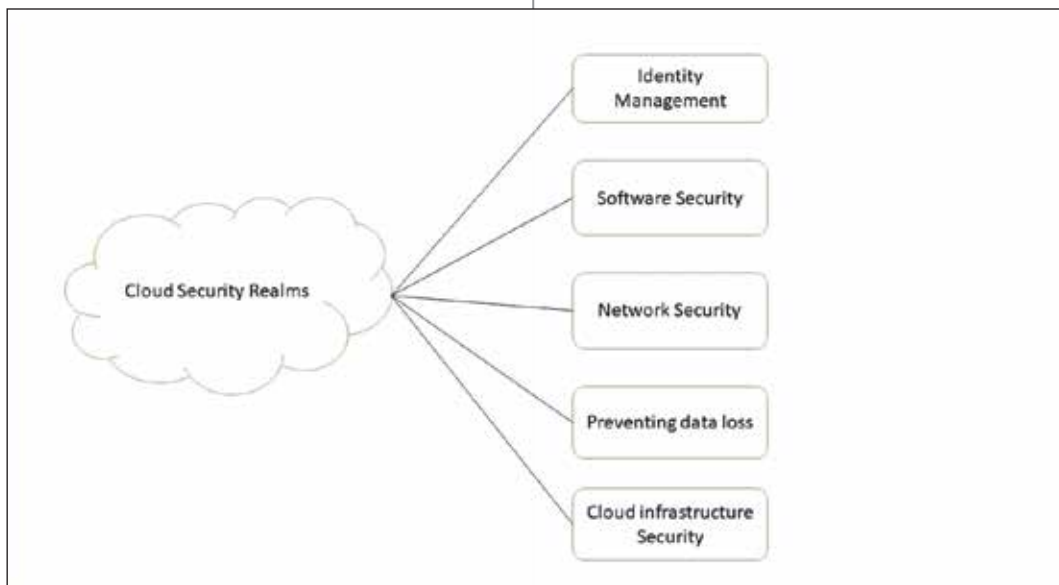 Identity
Management
Software Security
Cloud Security Realms
Network Security
Preventing data loss
Cloud infrastructure
Security